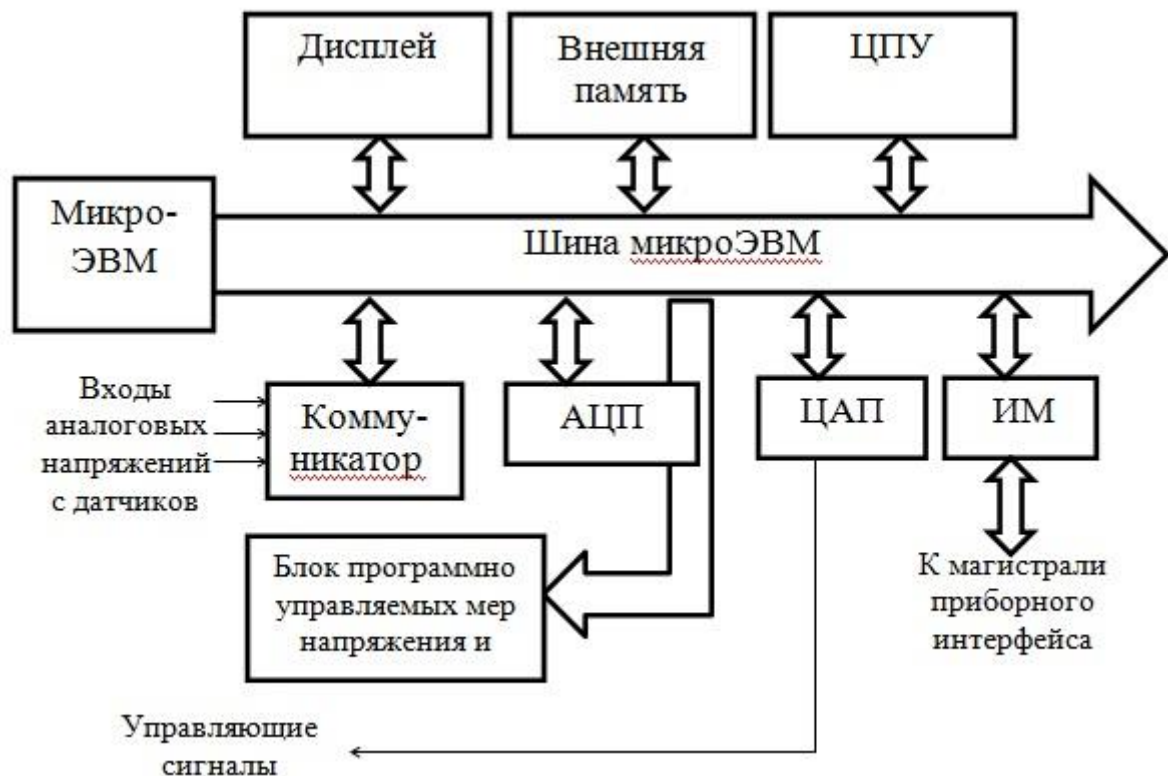 Дисплей
Внешняя
память
ЦПУ
Микро-
ЭВМ
Шина микроЭВМ
Входы
аналоговых
напряжений
с датчиков
Комму-
никатор
АЦП
ЦАП
ИМ
Блок программно
управляемых мер
напряжения и
К магистрали
приборного
интерфейса
Управляющие
сигналы